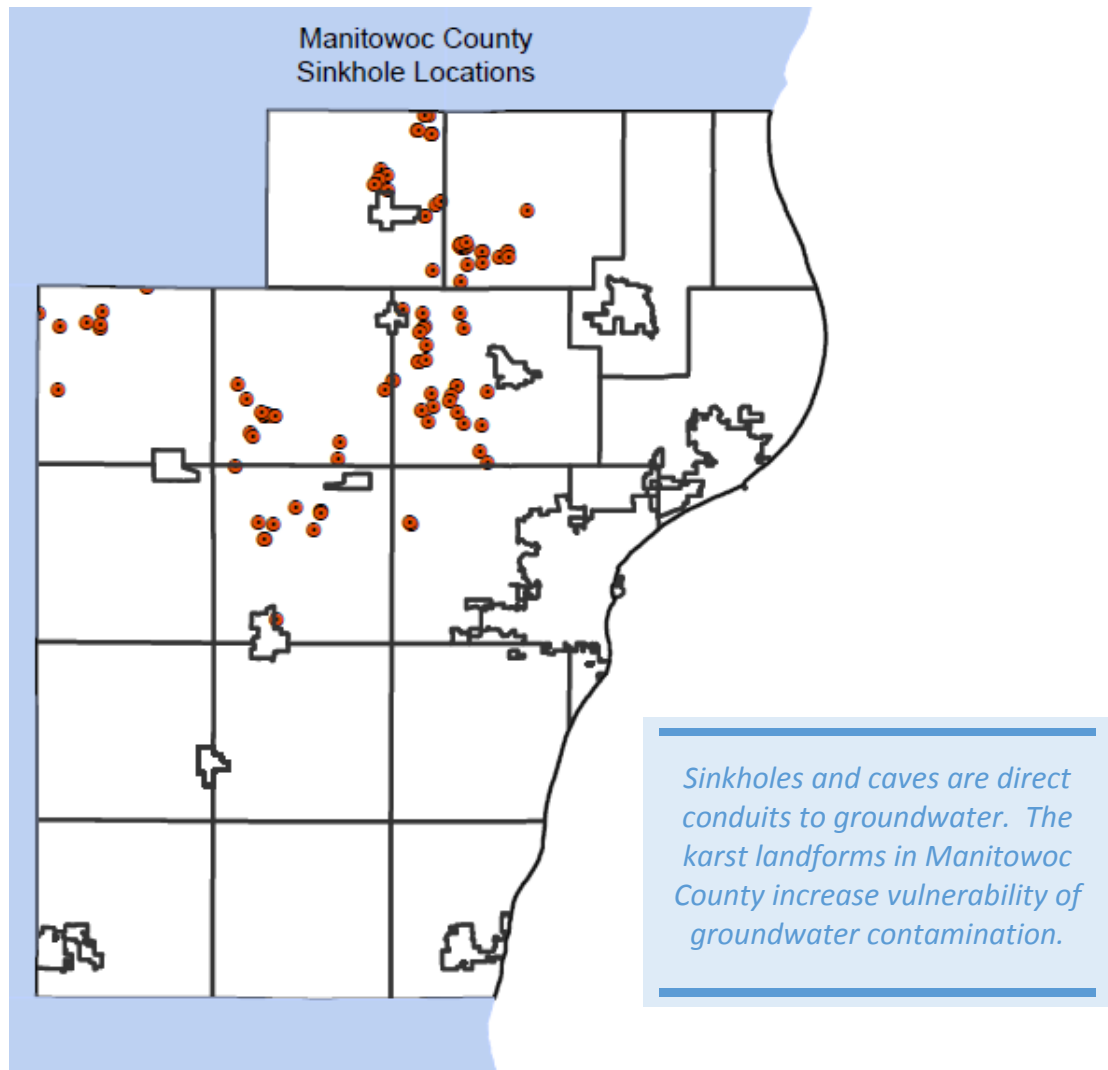 Manitowoc County
Sinkhole Locations
Sinkholes and caves are direct
conduits to groundwater.  The
karst landforms in Manitowoc
County increase vulnerability of
groundwater contamination.